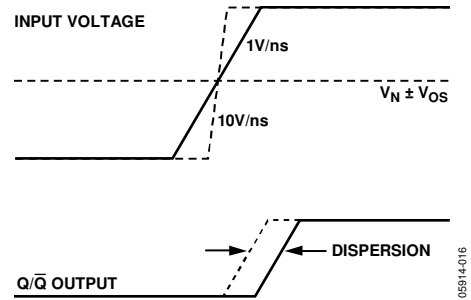 INPUT VOLTAGE
1V/ns
V_N ± V_OS
10V/ns
DISPERSION
Q/Q̅ OUTPUT
05914-016